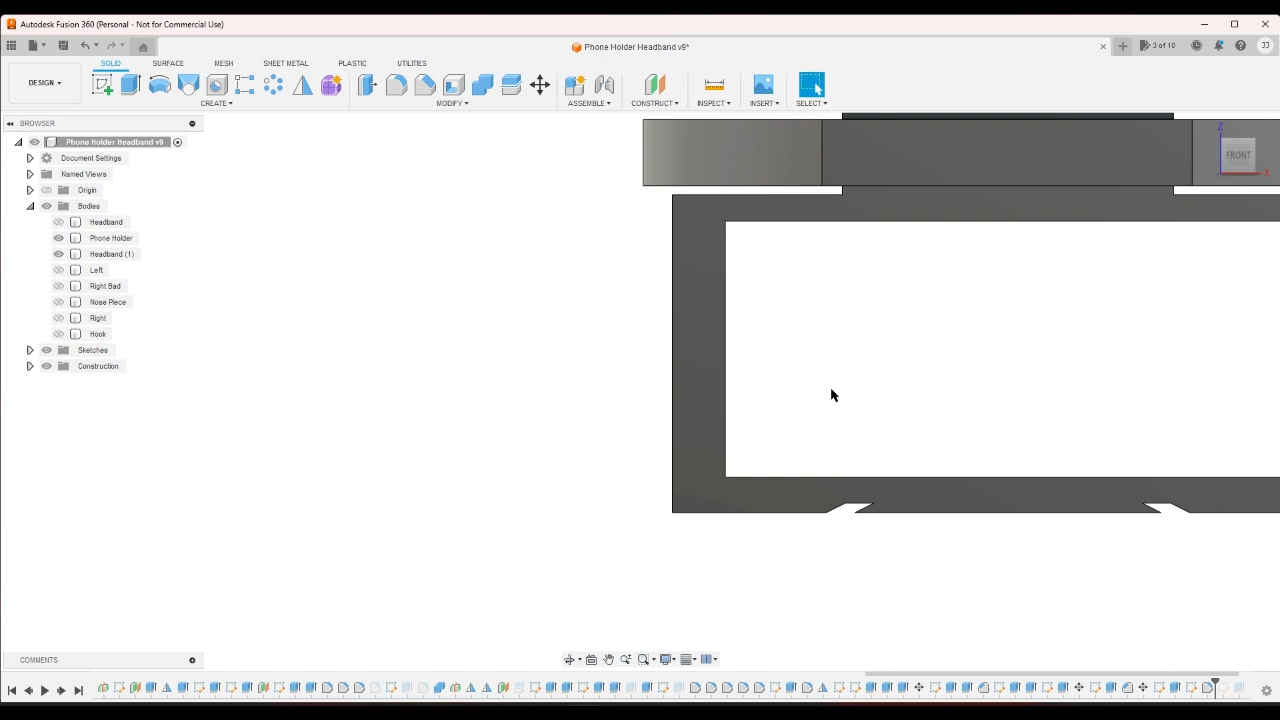 Autodesk Fusion 360 (Personal - Not for Commercial Use)
Phone Holder Headband v9*
3 of 10
JJ
SOLID SURFACE MESH SHEET METAL PLASTIC UTILITIES
DESIGN
CREATE MODIFY ASSEMBLE CONSTRUCT INSPECT INSERT SELECT
BROWSER
Phone Holder Headband v9
Document Settings
Named Views
Origin
Bodies
Headband
Phone Holder
Headband (1)
Left
Right Bad
Nose Piece
Right
Hook
Sketches
Construction
Z
FRONT
X
COMMENTS